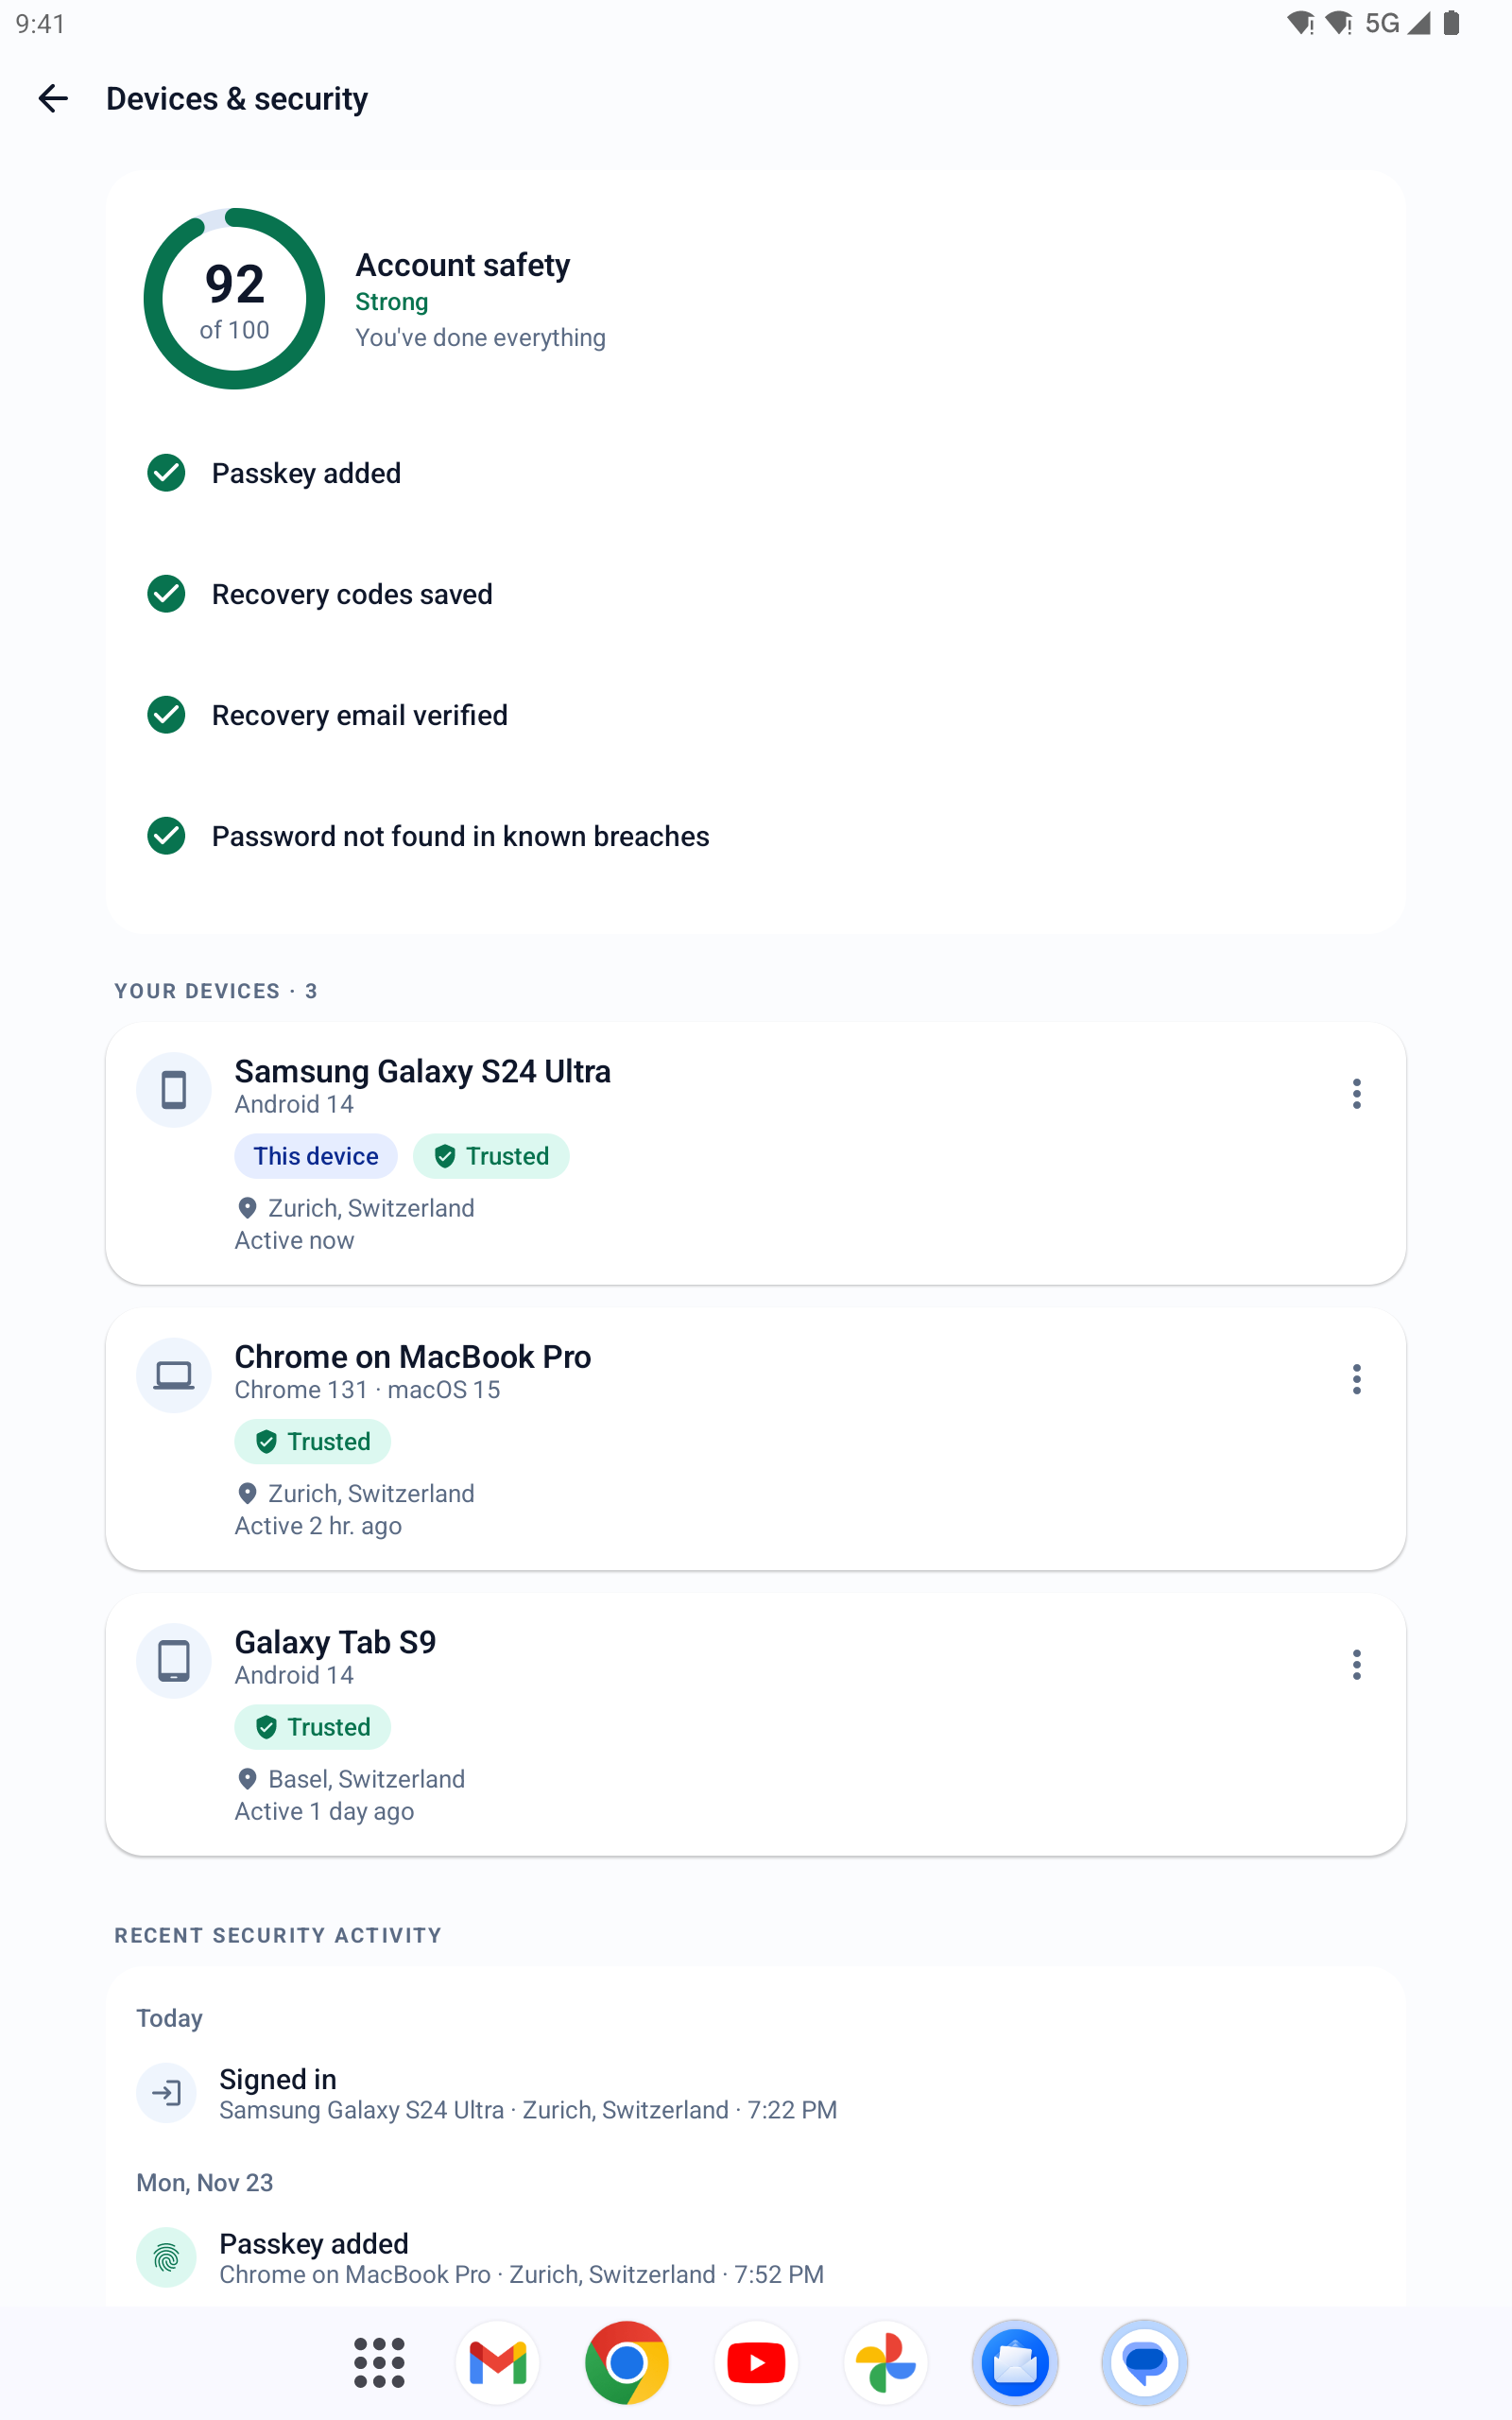 9:41
5G
Devices & security
92
of 100
Account safety
Strong
You've done everything
Passkey added
Recovery codes saved
Recovery email verified
Password not found in known breaches
YOUR DEVICES · 3
Samsung Galaxy S24 Ultra
Android 14
This device
Trusted
Zurich, Switzerland
Active now
Chrome on MacBook Pro
Chrome 131 · macOS 15
Trusted
Zurich, Switzerland
Active 2 hr. ago
Galaxy Tab S9
Android 14
Trusted
Basel, Switzerland
Active 1 day ago
RECENT SECURITY ACTIVITY
Today
Signed in
Samsung Galaxy S24 Ultra · Zurich, Switzerland · 7:22 PM
Mon, Nov 23
Passkey added
Chrome on MacBook Pro · Zurich, Switzerland · 7:52 PM